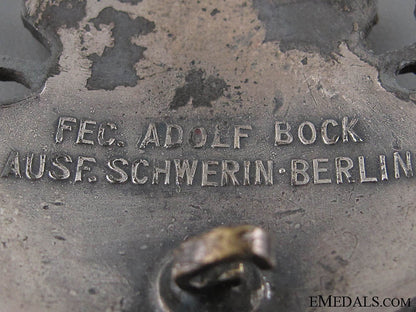 FEC. ADOLF BOCK
AUSF. SCHWERIN·BERLIN
EMEDALS.COM